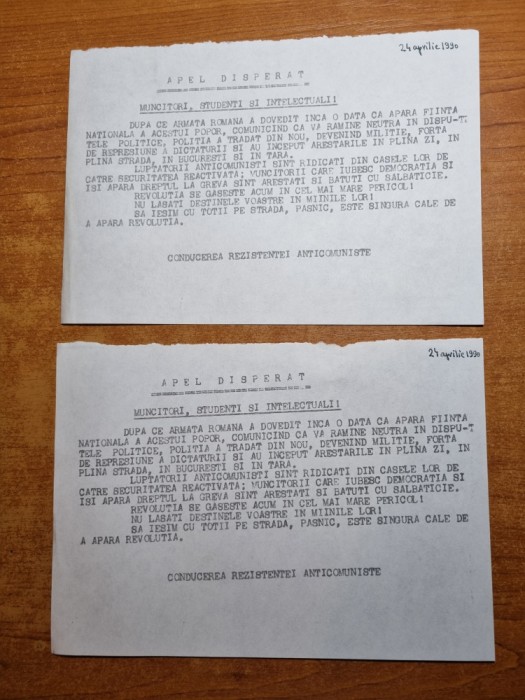 24 aprilie 1990
APEL DISPERAT
MUNCITORI, STUDENTI SI INTELECTUALI!
DUPA CE ARMATA ROMANA A DOVEDIT INCA O DATA CA APARA FIINTA
NATIONALA A ACESTUI POPOR, COMUNICIND CA VA RAMINE NEUTRA IN DISPU-T:
TELE POLITICE, POLITIA A TRADAT DIN NOU, DEVENIND MILITIE, FORTA
DE REPRESIUNE A DICTATURII SI AU INCEPUT ARESTARILE IN PLINA ZI, IN
PLINA STRADA, IN BUCURESTI SI IN TARA.
LUPTATORII ANTICOMUNISTI SINT RIDICATI DIN CASELE LOR DE
CATRE SECURITATEA REACTIVATA; MUNCITORII CARE IUBESC DEMOCRATIA SI
ISI APARA DREPTUL LA GREVA SINT ARESTATI SI BATUTI CU SALBATICIE.
REVOLUTIA SE GASESTE ACUM IN CEL MAI MARE PERICOL!
NU LASATI DESTINELE VOASTRE IN MIINILE LOR!
SA IESIM CU TOTII PE STRADA, PASNIC, ESTE SINGURA CALE DE
A APARA REVOLUTIA.
CONDUCEREA REZISTENTEI ANTICOMUNISTE
24 aprilie 1990
APEL DISPERAT
MUNCITORI, STUDENTI SI INTELECTUALI!
DUPA CE ARMATA ROMANA A DOVEDIT INCA O DATA CA APARA FIINTA
NATIONALA A ACESTUI POPOR, COMUNICIND CA VA RAMINE NEUTRA IN DISPU-T
TELE POLITICE, POLITIA A TRADAT DIN NOU, DEVENIND MILITIE, FORTA
DE REPRESIUNE A DICTATURII SI AU INCEPUT ARESTARILE IN PLINA ZI, IN
PLINA STRADA, IN BUCURESTI SI IN TARA.
LUPTATORII ANTICOMUNISTI SINT RIDICATI DIN CASELE LOR DE
CATRE SECURITATEA REACTIVATA; MUNCITORII CARE IUBESC DEMOCRATIA SI
ISI APARA DREPTUL LA GREVA SINT ARESTATI SI BATUTI CU SALBATICIE.
REVOLUTIA SE GASESTE ACUM IN CEL MAI MARE PERICOL!
NU LASATI DESTINELE VOASTRE IN MIINILE LOR!
SA IESIM CU TOTII PE STRADA, PASNIC, ESTE SINGURA CALE DE
A APARA REVOLUTIA.
CONDUCEREA REZISTENTEI ANTICOMUNISTE